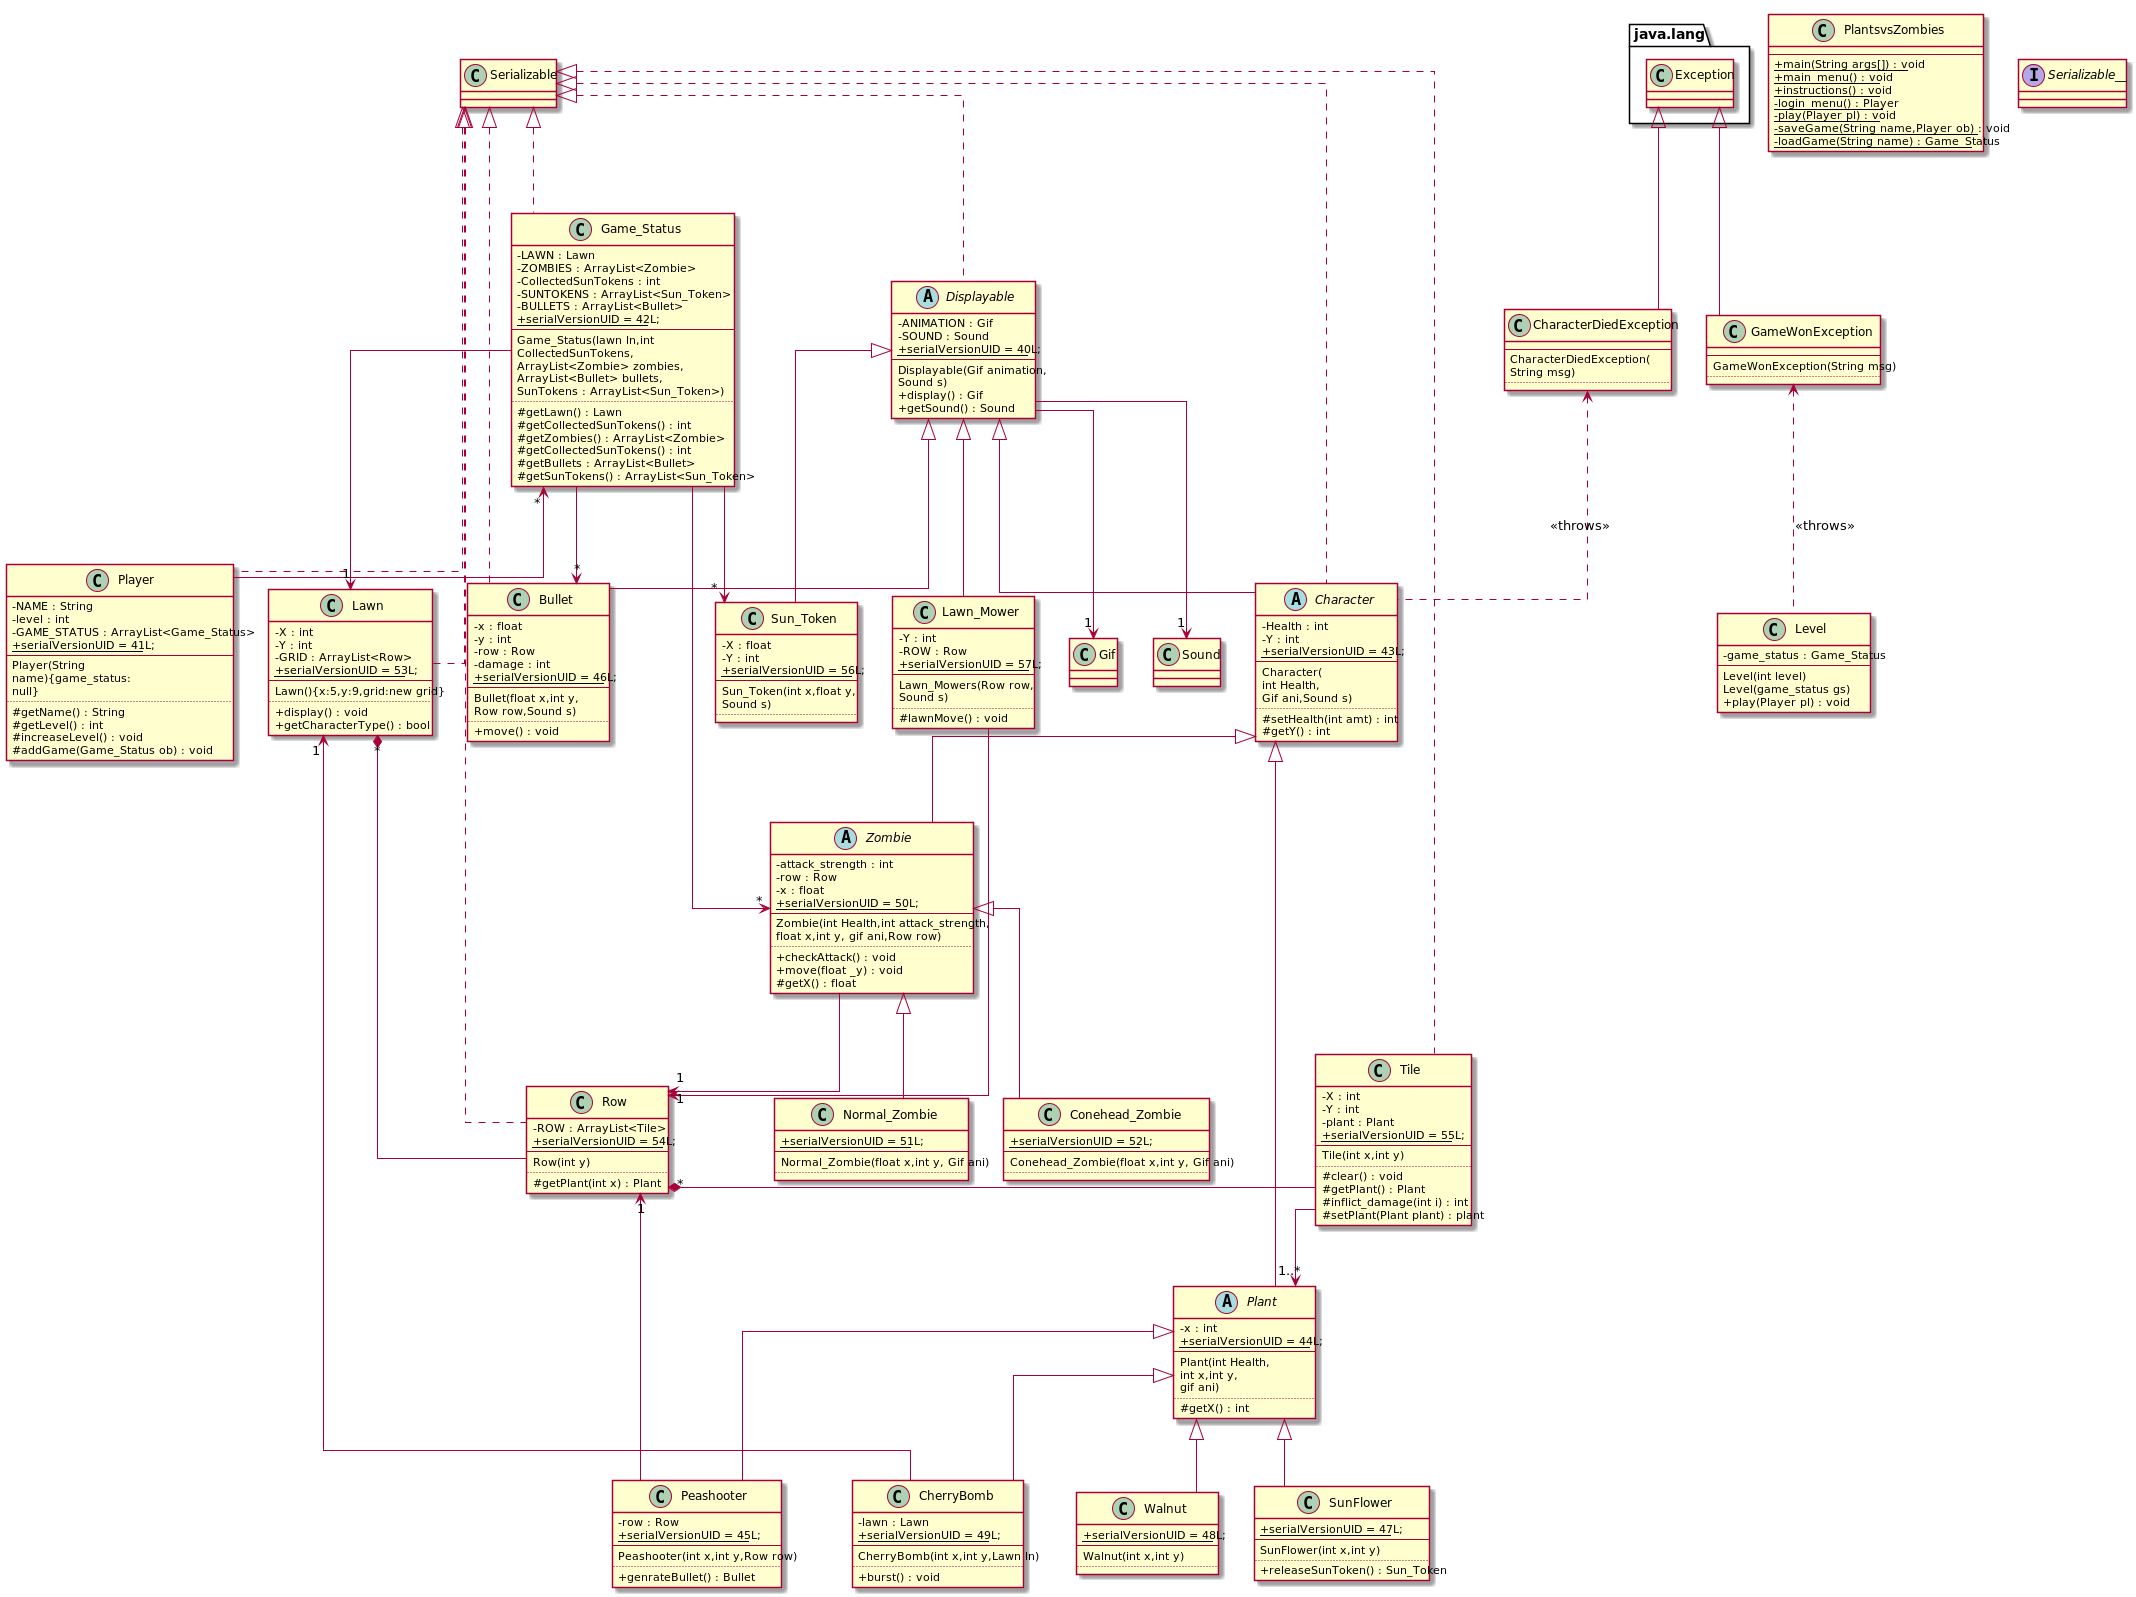 java.lang
C Exception
C PlantsvsZombies
+main(String args[]) : void
+main_menu() : void
+instructions() : void
-login_menu() : Player
-play(Player pl) : void
-saveGame(String name,Player ob) : void
-loadGame(String name) : Game_Status
I Serializable__
C Serializable
C Game_Status
-LAWN : Lawn
-ZOMBIES : ArrayList<Zombie>
-CollectedSunTokens : int
-SUNTOKENS : ArrayList<Sun_Token>
-BULLETS : ArrayList<Bullet>
+serialVersionUID = 42L;
Game_Status(lawn ln,int
CollectedSunTokens,
ArrayList<Zombie> zombies,
ArrayList<Bullet> bullets,
SunTokens : ArrayList<Sun_Token>)
#getLawn() : Lawn
#getCollectedSunTokens() : int
#getZombies() : ArrayList<Zombie>
#getCollectedSunTokens() : int
#getBullets : ArrayList<Bullet>
#getSunTokens() : ArrayList<Sun_Token>
A Displayable
-ANIMATION : Gif
-SOUND : Sound
+serialVersionUID = 40L;
Displayable(Gif animation,
Sound s)
+display() : Gif
+getSound() : Sound
C CharacterDiedException
CharacterDiedException(
String msg)
C GameWonException
GameWonException(String msg)
*
«throws»
«throws»
1
*
*
1
1
C Player
-NAME : String
-level : int
-GAME_STATUS : ArrayList<Game_Status>
+serialVersionUID = 41L;
Player(String
name){game_status:
null}
#getName() : String
#getLevel() : int
#increaseLevel() : void
#addGame(Game_Status ob) : void
C Lawn
-X : int
-Y : int
-GRID : ArrayList<Row>
+serialVersionUID = 53L;
Lawn(){x:5,y:9,grid:new grid}
+display() : void
+getCharacterType() : bool
C Bullet
-x : float
-y : int
-row : Row
-damage : int
+serialVersionUID = 46L;
Bullet(float x,int y,
Row row,Sound s)
+move() : void
C Sun_Token
-X : float
-Y : int
+serialVersionUID = 56L;
Sun_Token(int x,float y,
Sound s)
C Lawn_Mower
-Y : int
-ROW : Row
+serialVersionUID = 57L;
Lawn_Mowers(Row row,
Sound s)
#lawnMove() : void
C Gif
C Sound
A Character
-Health : int
-Y : int
+serialVersionUID = 43L;
Character(
int Health,
Gif ani,Sound s)
#setHealth(int amt) : int
#getY() : int
C Level
-game_status : Game_Status
Level(int level)
Level(game_status gs)
+play(Player pl) : void
1
*
*
A Zombie
-attack_strength : int
-row : Row
-x : float
+serialVersionUID = 50L;
Zombie(int Health,int attack_strength,
float x,int y, gif ani,Row row)
+checkAttack() : void
+move(float _y) : void
#getX() : float
1
1
C Row
-ROW : ArrayList<Tile>
+serialVersionUID = 54L;
Row(int y)
#getPlant(int x) : Plant
C Normal_Zombie
+serialVersionUID = 51L;
Normal_Zombie(float x,int y, Gif ani)
C Conehead_Zombie
+serialVersionUID = 52L;
Conehead_Zombie(float x,int y, Gif ani)
C Tile
-X : int
-Y : int
-plant : Plant
+serialVersionUID = 55L;
Tile(int x,int y)
#clear() : void
#getPlant() : Plant
#inflict_damage(int i) : int
#setPlant(Plant plant) : plant
*
1
1..*
A Plant
-x : int
+serialVersionUID = 44L;
Plant(int Health,
int x,int y,
gif ani)
#getX() : int
C Peashooter
-row : Row
+serialVersionUID = 45L;
Peashooter(int x,int y,Row row)
+genrateBullet() : Bullet
C CherryBomb
-lawn : Lawn
+serialVersionUID = 49L;
CherryBomb(int x,int y,Lawn ln)
+burst() : void
C Walnut
+serialVersionUID = 48L;
Walnut(int x,int y)
C SunFlower
+serialVersionUID = 47L;
SunFlower(int x,int y)
+releaseSunToken() : Sun_Token